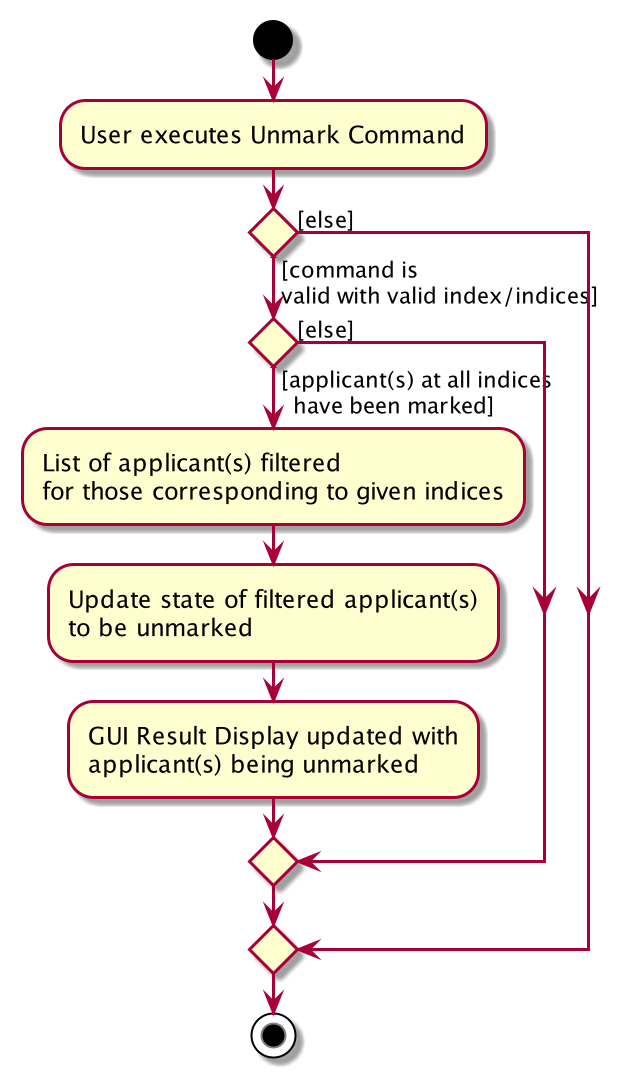 User executes Unmark Command
[else]
[command is
valid with valid index/indices]
[else]
[applicant(s) at all indices
have been marked]
List of applicant(s) filtered
for those corresponding to given indices
Update state of filtered applicant(s)
to be unmarked
GUI Result Display updated with
applicant(s) being unmarked